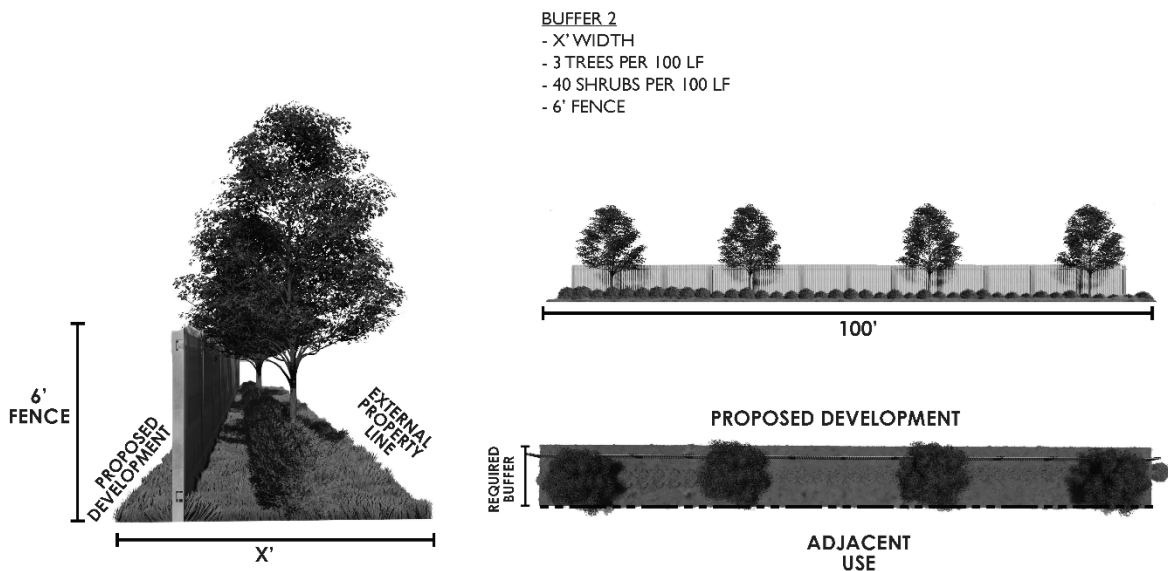 BUFFER 2
- X' WIDTH
- 3 TREES PER 100 LF
- 40 SHRUBS PER 100 LF
- 6' FENCE
6'
FENCE
PROPOSED
DEVELOPMENT
EXTERNAL
PROPERTY
LINE
X'
100'
PROPOSED DEVELOPMENT
REQUIRED
BUFFER
ADJACENT
USE